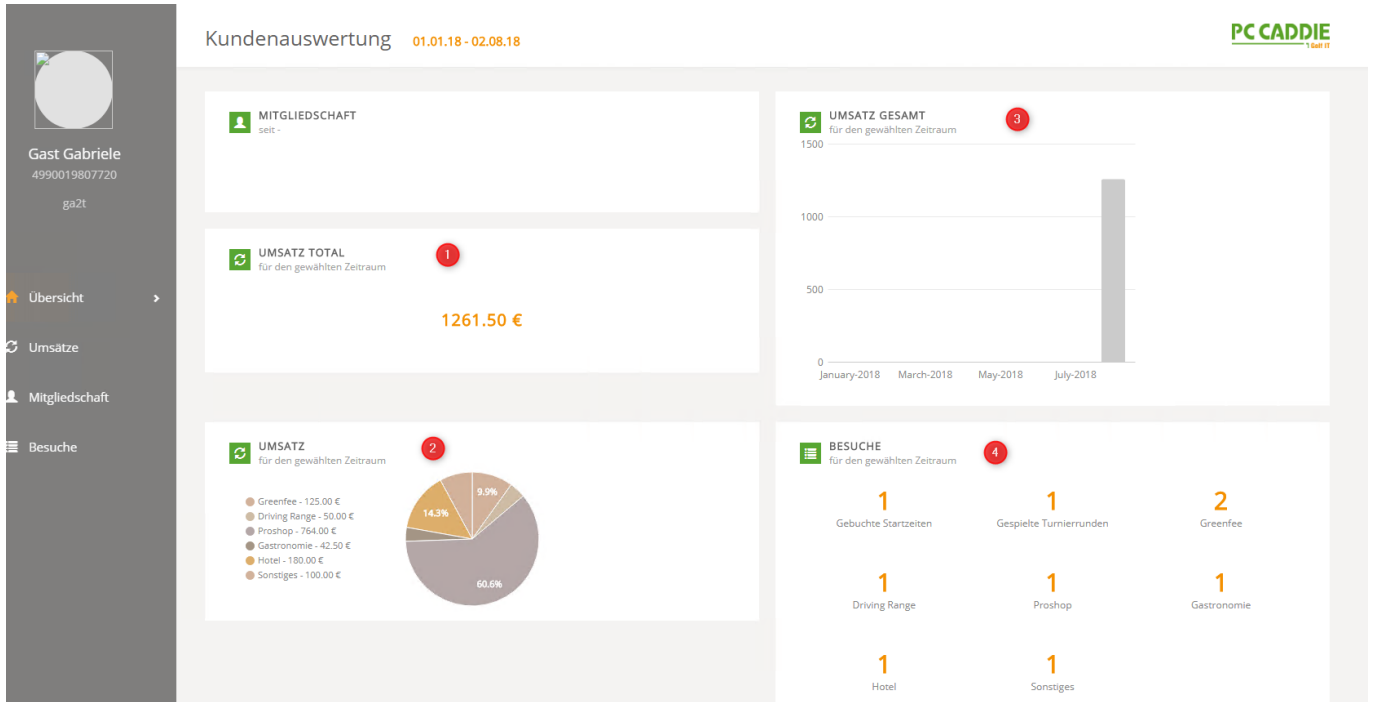 Kundenauswertung 01.01.18 - 02.08.18
PC CADDIE
Golf IT
Gast Gabriele
4990019807720
ga2t
Übersicht
Umsätze
Mitgliedschaft
Besuche
MITGLIEDSCHAFT
seit -
UMSATZ TOTAL
für den gewählten Zeitraum
1
1261.50 €
UMSATZ GESAMT
für den gewählten Zeitraum
3
1500
1000
500
0
January-2018 March-2018 May-2018 July-2018
UMSATZ
für den gewählten Zeitraum
2
Greenfee - 125.00 €
Driving Range - 50.00 €
Proshop - 764.00 €
Gastronomie - 42.50 €
Hotel - 180.00 €
Sonstiges - 100.00 €
9.9%
14.3%
60.6%
BESUCHE
für den gewählten Zeitraum
4
1 1 2
Gebuchte Startzeiten Gespielte Turnierrunden Greenfee
1 1 1
Driving Range Proshop Gastronomie
1 1
Hotel Sonstiges